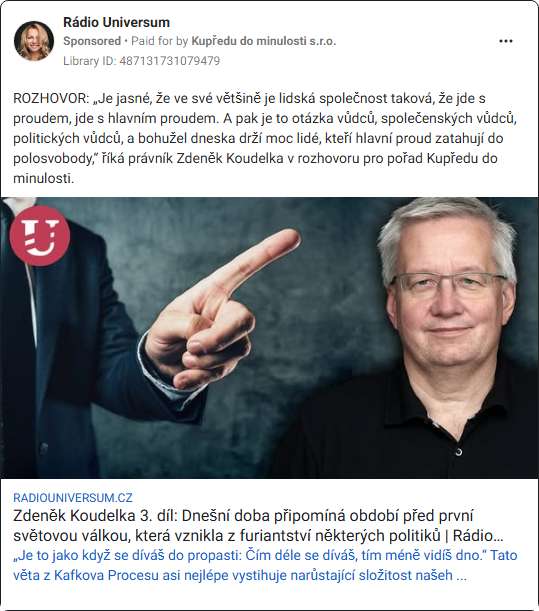 Rádio Universum
Sponsored • Paid for by Kupředu do minulosti s.r.o.
Library ID: 487131731079479
ROZHOVOR: „Je jasné, že ve své většině je lidská společnost taková, že jde s
proudem, jde s hlavním proudem. A pak je to otázka vůdců, společenských vůdců,
politických vůdců, a bohužel dneska drží moc lidé, kteří hlavní proud zatahují do
polosvobody,“ říká právník Zdeněk Koudelka v rozhovoru pro pořad Kupředu do
minulosti.
U
RADIOUNIVERSUM.CZ
Zdeněk Koudelka 3. díl: Dnešní doba připomíná období před první
světovou válkou, která vznikla z furiantství některých politiků | Rádio...
„Je to jako když se díváš do propasti: Čím déle se díváš, tím méně vidíš dno.“ Tato
věta z Kafkova Procesu asi nejlépe vystihuje narůstající složitost našeh ...